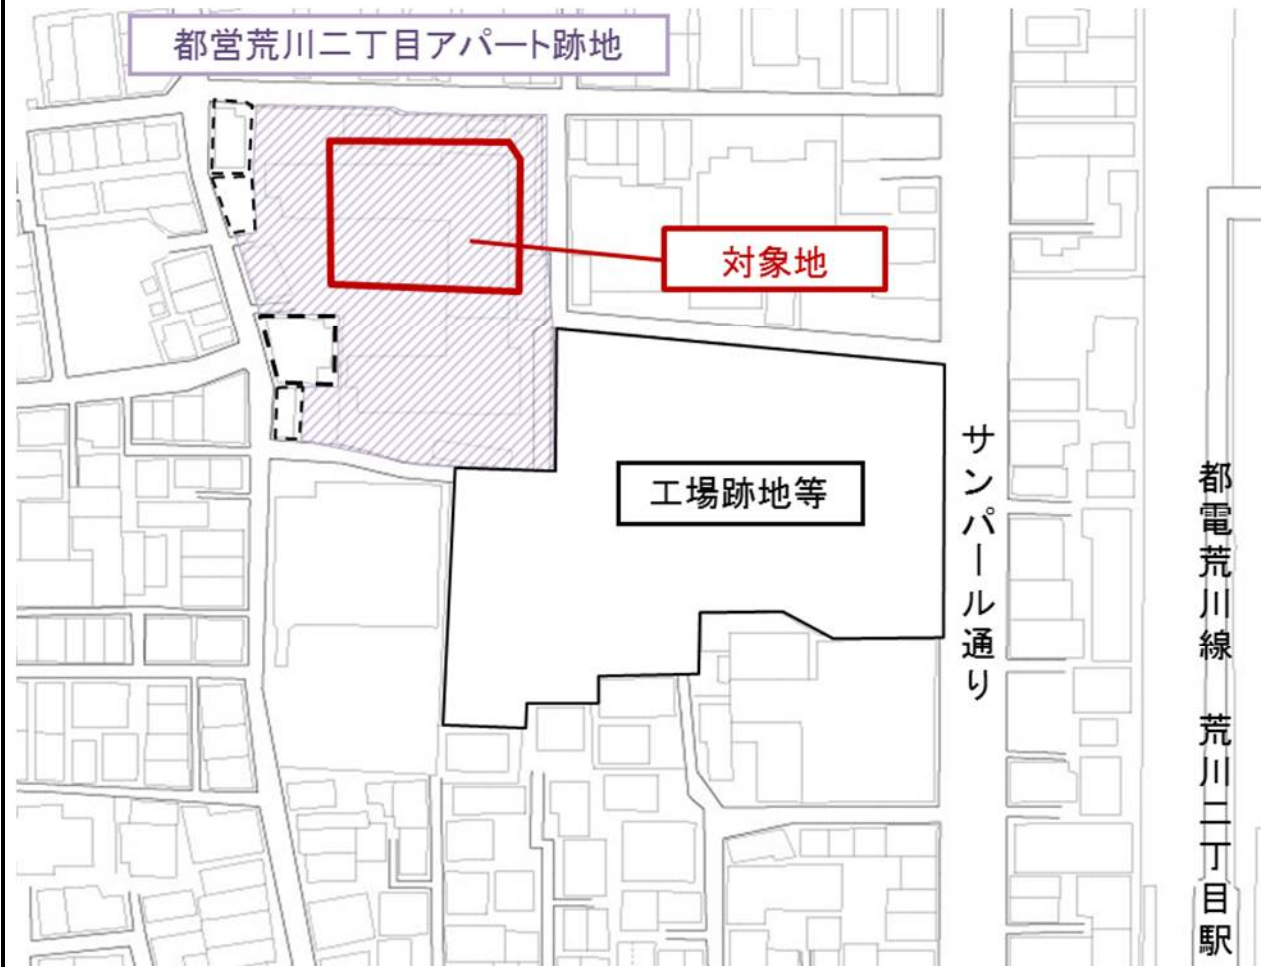 都営荒川二丁目アパート跡地
対象地
工場跡地等
サンパール通り
都電荒川線 荒川二丁目駅